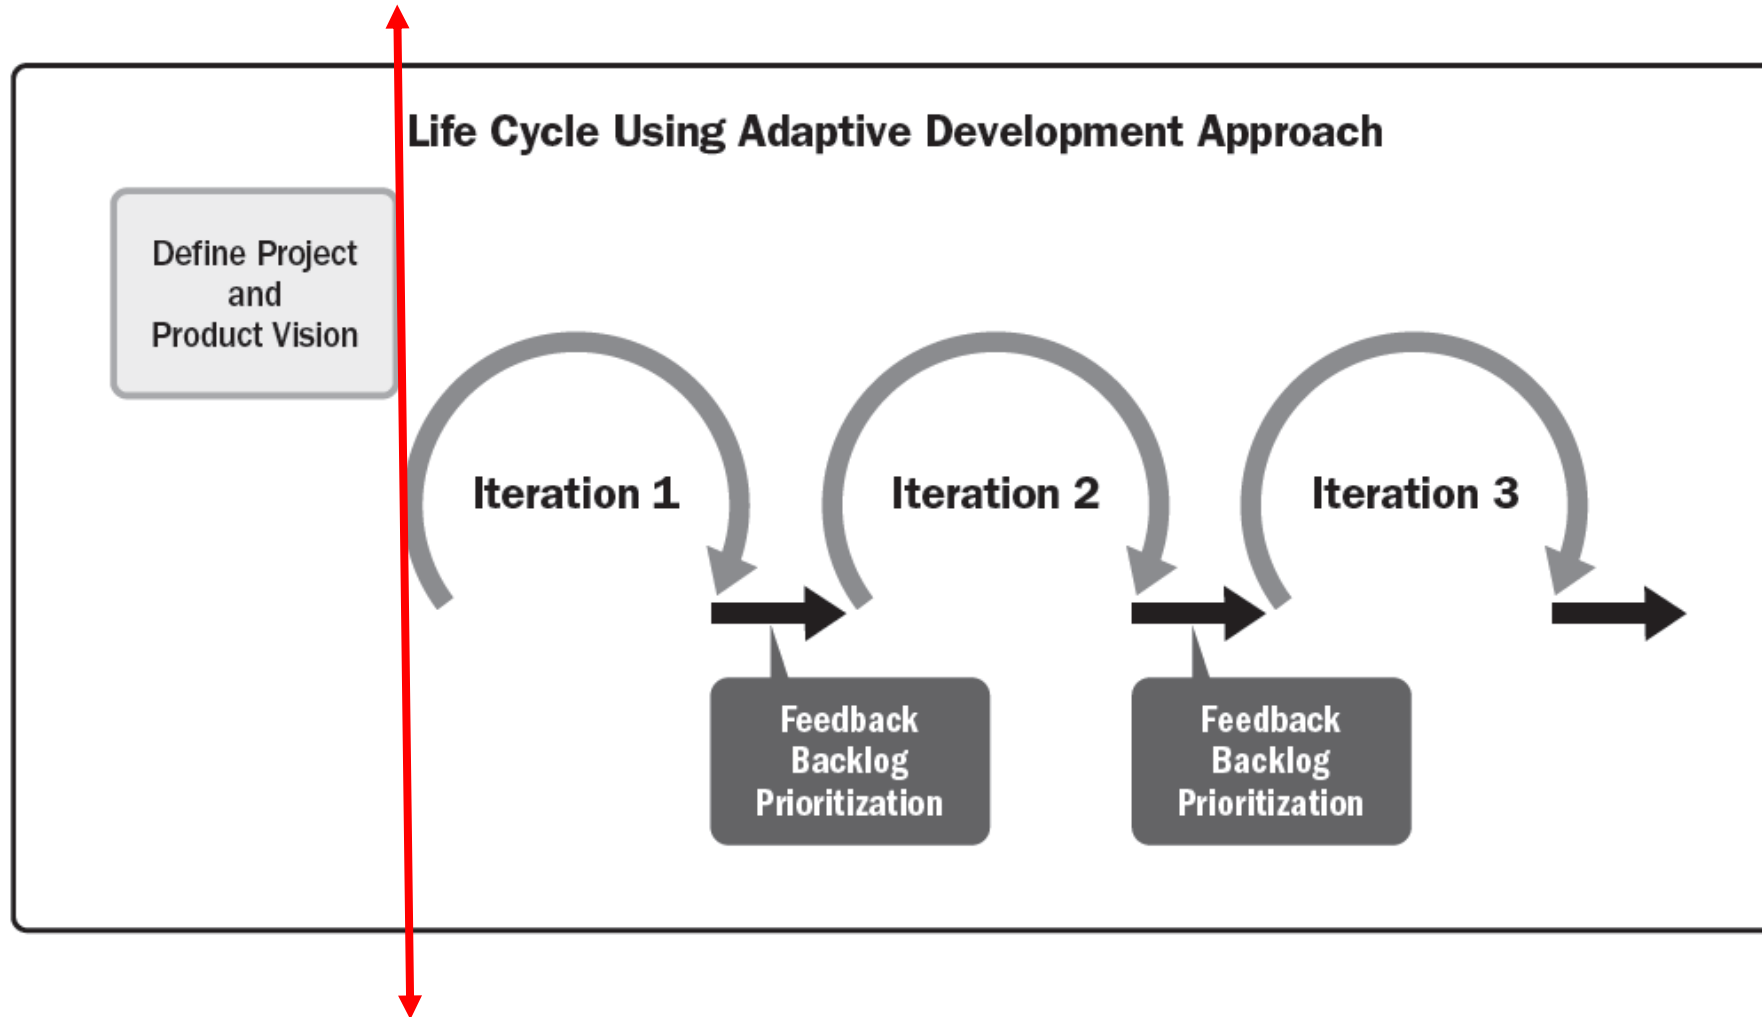 Life Cycle Using Adaptive Development Approach
Define Project
and
Product Vision
Iteration 1
Iteration 2
Iteration 3
Feedback
Backlog
Prioritization
Feedback
Backlog
Prioritization